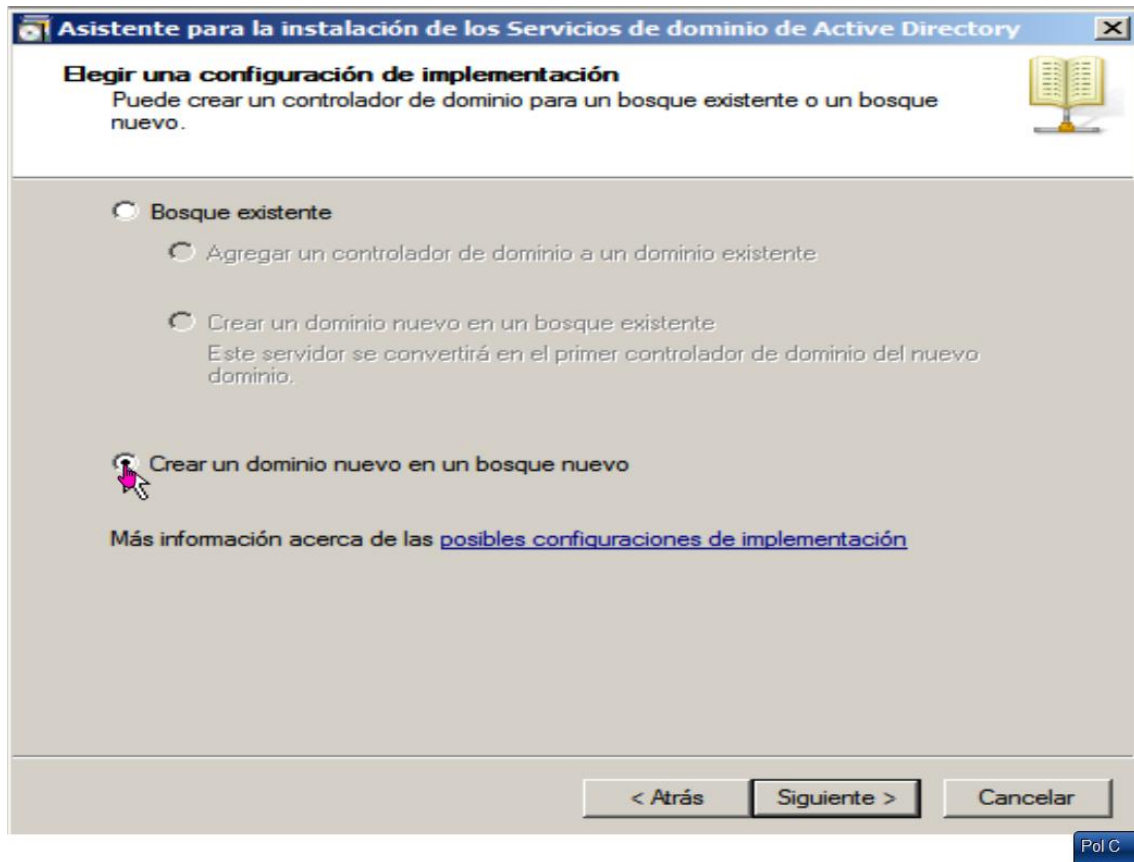 Asistente para la instalación de los Servicios de dominio de Active Directory
Elegir una configuración de implementación
Puede crear un controlador de dominio para un bosque existente o un bosque
nuevo.
Bosque existente
Agregar un controlador de dominio a un dominio existente
Crear un dominio nuevo en un bosque existente
Este servidor se convertirá en el primer controlador de dominio del nuevo
dominio.
Crear un dominio nuevo en un bosque nuevo
Más información acerca de las posibles configuraciones de implementación
< Atrás Siguiente > Cancelar
Pol C